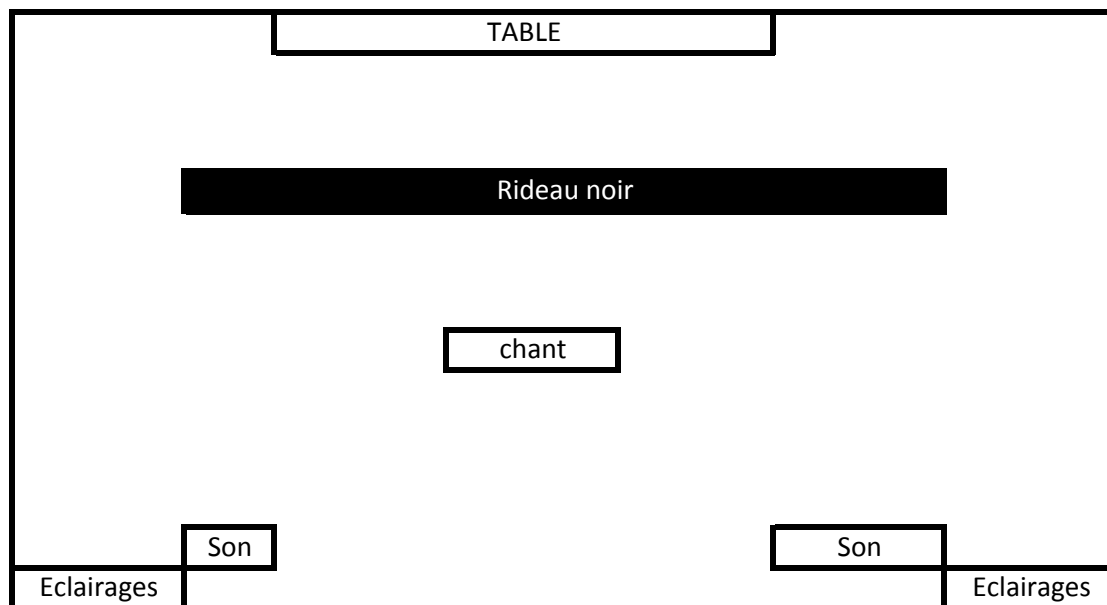 TABLE
Rideau noir
chant
Son
Son
Eclairages
Eclairages